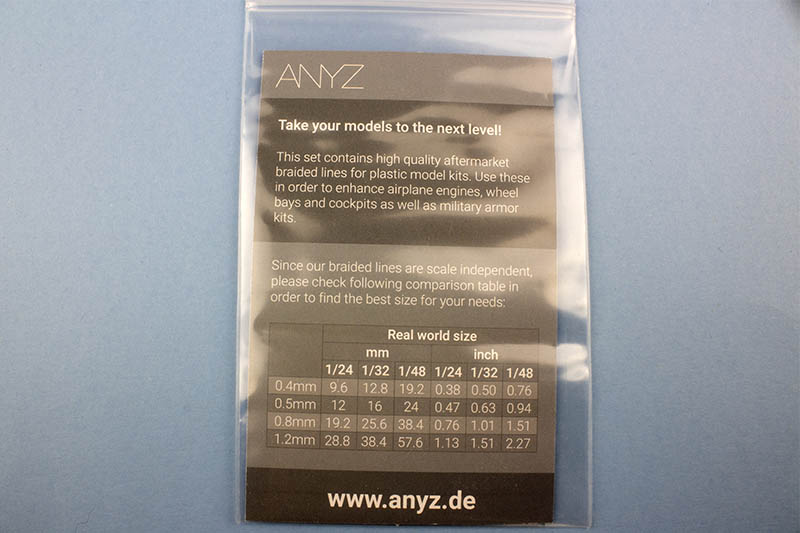 ANYZ
Take your models to the next level!
This set contains high quality aftermarket
braided lines for plastic model kits. Use these
in order to enhance airplane engines, wheel
bays and cockpits as well as military armor
kits.
Since our braided lines are scale independent,
please check following comparison table in
order to find the best size for your needs:
Real world size
mm inch
1/24 1/32 1/48 1/24 1/32 1/48
0.4mm 9.6 12.8 19.2 0.38 0.50 0.76
0.5mm 12 16 24 0.47 0.63 0.94
0.8mm 19.2 25.6 38.4 0.76 1.01 1.51
1.2mm 28.8 38.4 57.6 1.13 1.51 2.27
www.anyz.de